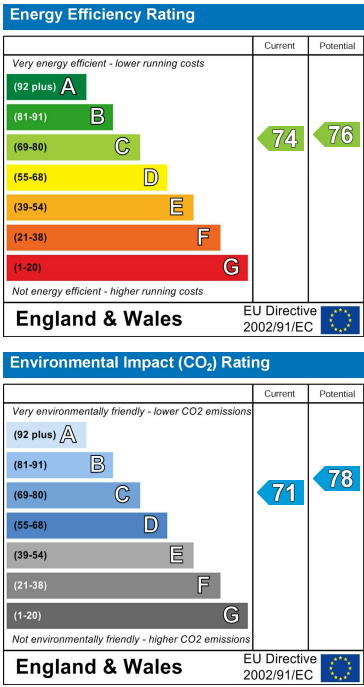 Energy Efficiency Rating
Current Potential
Very energy efficient - lower running costs
(92 plus) A
(81-91) B
(69-80) C
(55-68) D
(39-54) E
(21-38) F
(1-20) G
74 76
Not energy efficient - higher running costs
England & Wales
EU Directive
2002/91/EC
Environmental Impact (CO₂) Rating
Current Potential
Very environmentally friendly - lower CO2 emissions
(92 plus) A
(81-91) B
(69-80) C
(55-68) D
(39-54) E
(21-38) F
(1-20) G
71 78
Not environmentally friendly - higher CO2 emissions
England & Wales
EU Directive
2002/91/EC